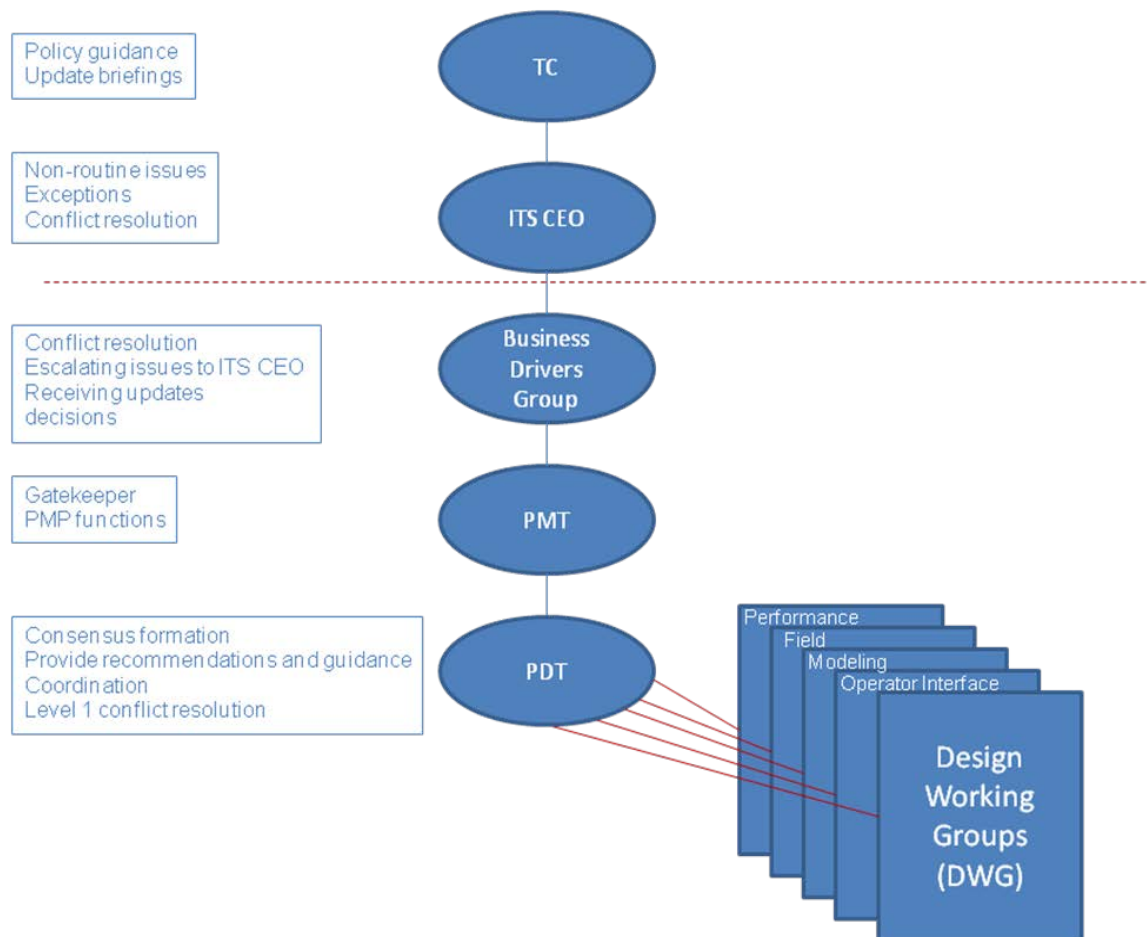 Policy guidance
Update briefings
TC
Non-routine issues
Exceptions
Conflict resolution
ITS CEO
Conflict resolution
Escalating issues to ITS CEO
Receiving updates
decisions
Business
Drivers
Group
Gatekeeper
PMP functions
PMT
Consensus formation
Provide recommendations and guidance
Coordination
Level 1 conflict resolution
PDT
Performance
Field
Modeling
Operator Interface
Design
Working
Groups
(DWG)